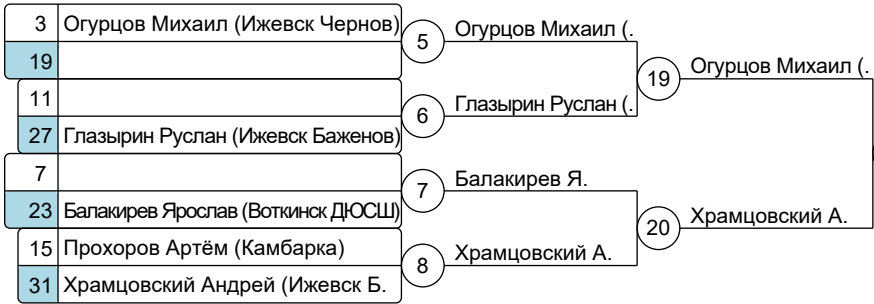 3 Огурцов Михаил (Ижевск Чернов)
19
11
27 Глазырин Руслан (Ижевск Баженов)
7
23 Балакирев Ярослав (Воткинск ДЮСШ)
15 Прохоров Артём (Камбарка)
31 Храмцовский Андрей (Ижевск Б.
5 Огурцов Михаил (.
6 Глазырин Руслан (.
7 Балакирев Я.
8 Храмцовский А.
19 Огурцов Михаил (.
20 Храмцовский А.